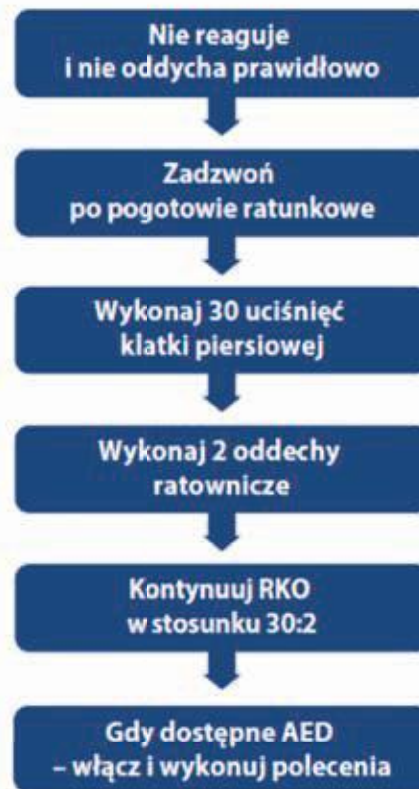 Nie reaguje
i nie oddycha prawidłowo
Zadzwoń
po pogotowie ratunkowe
Wykonaj 30 uciśnięć
klatki piersiowej
Wykonaj 2 oddechy
ratownicze
Kontynuuj RKO
w stosunku 30:2
Gdy dostępne AED
– włącz i wykonuj polecenia